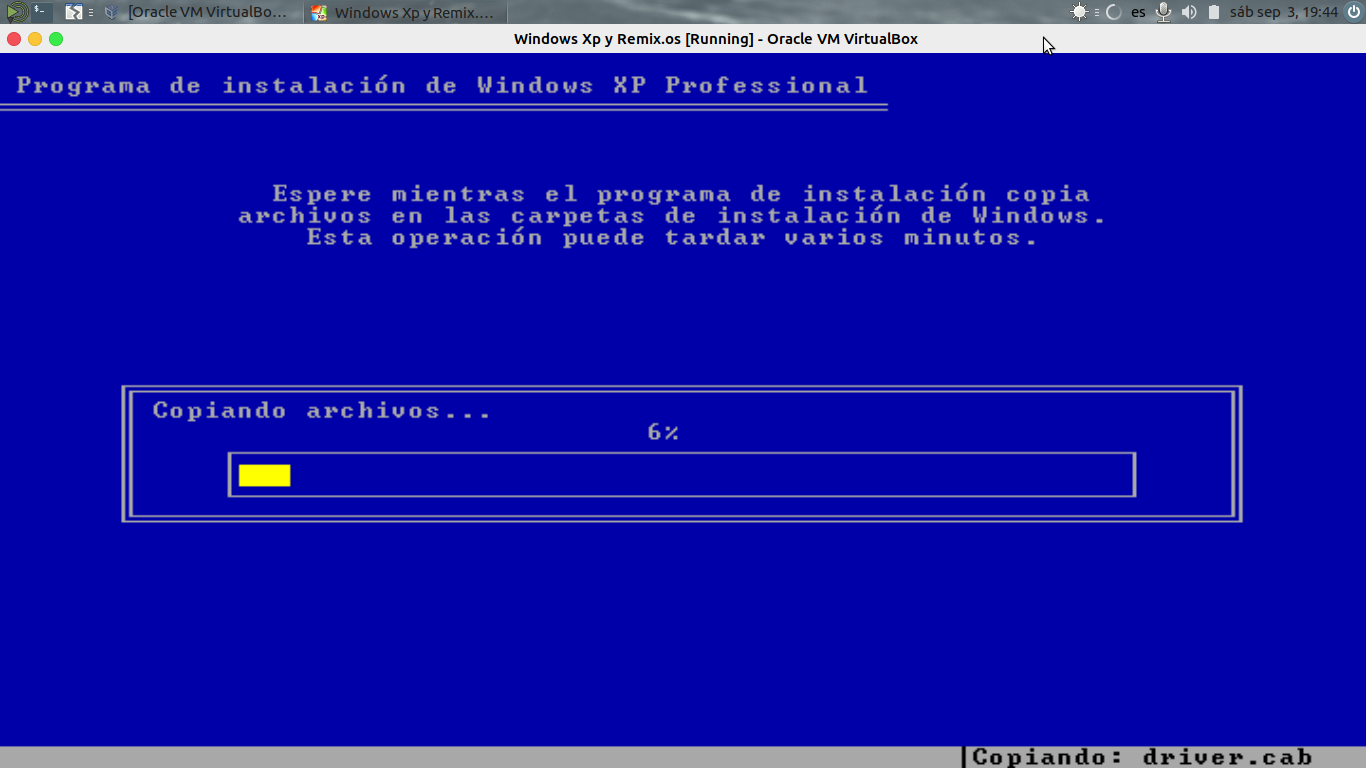 [Oracle VM VirtualBo... Windows Xp y Remix.... es sáb sep 3, 19:44
Windows Xp y Remix.os [Running] - Oracle VM VirtualBox
Programa de instalación de Windows XP Professional
Espere mientras el programa de instalación copia
archivos en las carpetas de instalación de Windows.
Esta operación puede tardar varios minutos.
Copiando archivos...
6%
Copiando: driver.cab